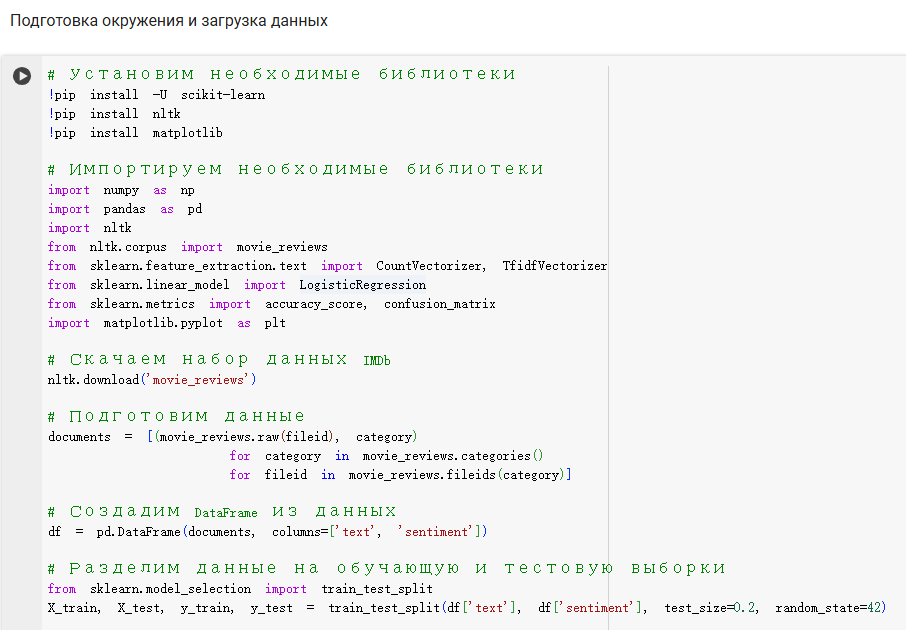 Подготовка окружения и загрузка данных
# Установим необходимые библиотеки
!pip install -U scikit-learn
!pip install nltk
!pip install matplotlib
# Импортируем необходимые библиотеки
import numpy as np
import pandas as pd
import nltk
from nltk.corpus import movie_reviews
from sklearn.feature_extraction.text import CountVectorizer, TfidfVectorizer
from sklearn.linear_model import LogisticRegression
from sklearn.metrics import accuracy_score, confusion_matrix
import matplotlib.pyplot as plt
# Скачаем набор данных IMDb
nltk.download('movie_reviews')
# Подготовим данные
documents = [(movie_reviews.raw(fileid), category)
for category in movie_reviews.categories()
for fileid in movie_reviews.fileids(category)]
# Создадим DataFrame из данных
df = pd.DataFrame(documents, columns=['text', 'sentiment'])
# Разделим данные на обучающую и тестовую выборки
from sklearn.model_selection import train_test_split
X_train, X_test, y_train, y_test = train_test_split(df['text'], df['sentiment'], test_size=0.2, random_state=42)